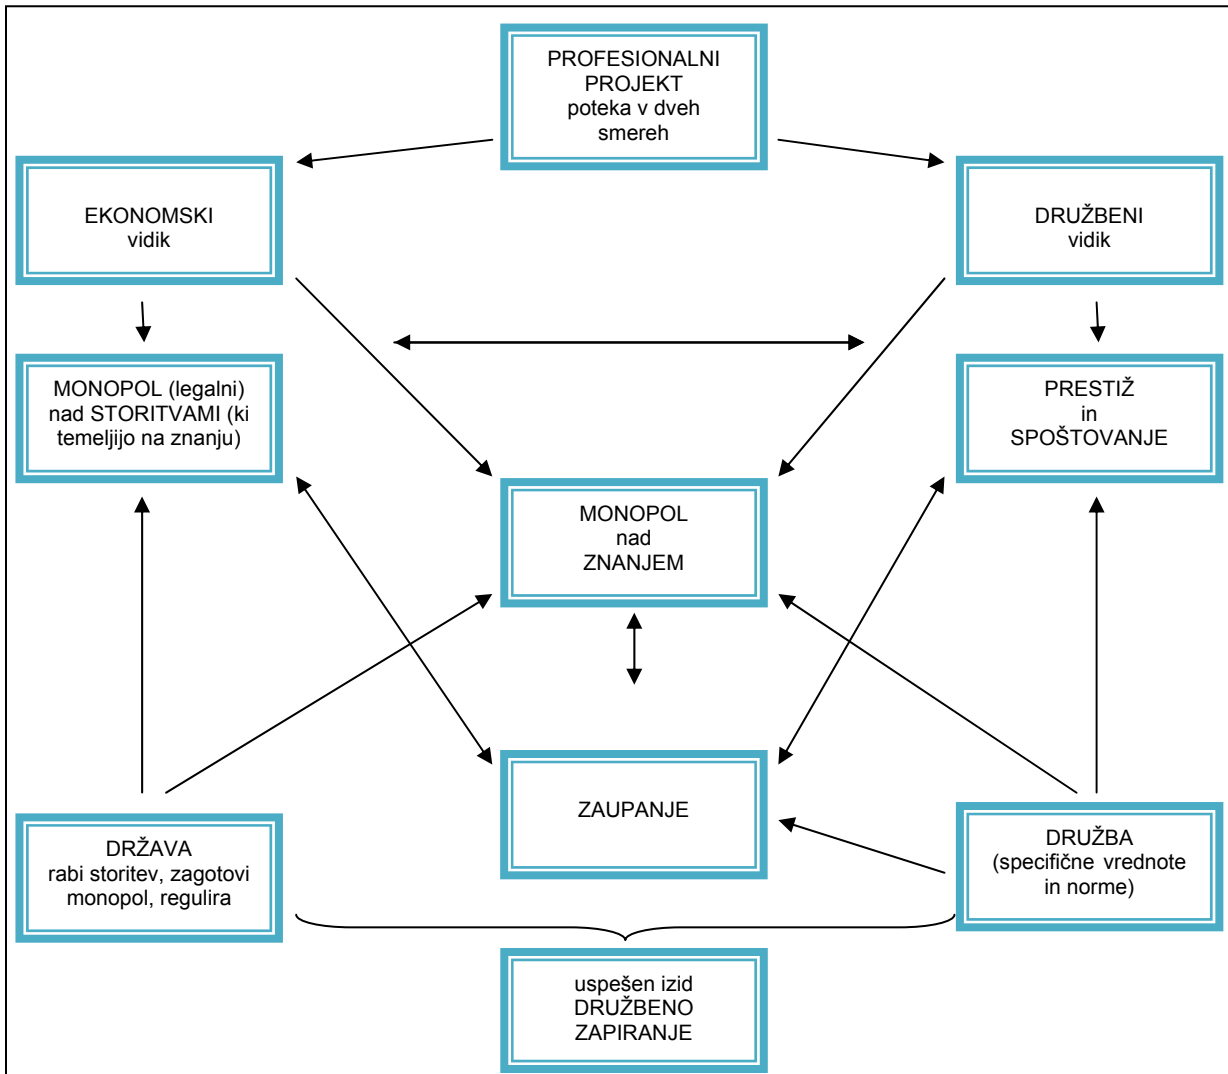 PROFESIONALNI
PROJEKT
poteka v dveh
smereh
EKONOMSKI
vidik
DRUŽBENI
vidik
MONOPOL (legalni)
nad STORITVAMI (ki
temeljijo na znanju)
PRESTIŽ
in
SPOŠTOVANJE
MONOPOL
nad
ZNANJEM
ZAUPANJE
DRŽAVA
rabi storitev, zagotovi
monopol, regulira
DRUŽBA
(specifične vrednote
in norme)
uspešen izid
DRUŽBENO
ZAPIRANJE